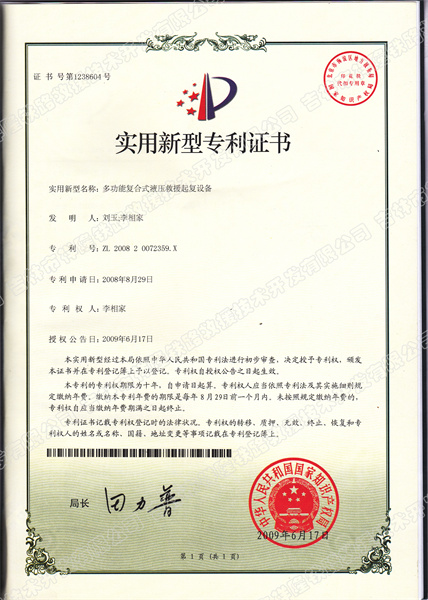 证书号第1238604号
实用新型专利证书
实用新型名称：多功能复合式液压救援起复设备
发明人：刘玉;李相家
专利号：ZL 2008 2 0072359.X
专利申请日：2008年8月29日
专利权人：李相家
授权公告日：2009年6月17日
本实用新型经过本局依照中华人民共和国专利法进行初步审查，决定授予专利权，颁发
本证书并在专利登记簿上予以登记。专利权自授权公告之日起生效。
本专利的专利权期限为十年，自申请日起算。专利权人应当依照专利法及其实施细则规
定缴纳年费。缴纳本专利年费的期限是每年8月29日前一个月内。未按照规定缴纳年费的，
专利权自应当缴纳年费期满之日起终止。
专利证书记载专利权登记时的法律状况。专利权的转移、质押、无效、终止、恢复和专利
权人的姓名或名称、国籍、地址变更等事项记载在专利登记簿上。
局长
田力普
中华人民共和国国家知识产权局
2009年6月17日
第1页(共1页)